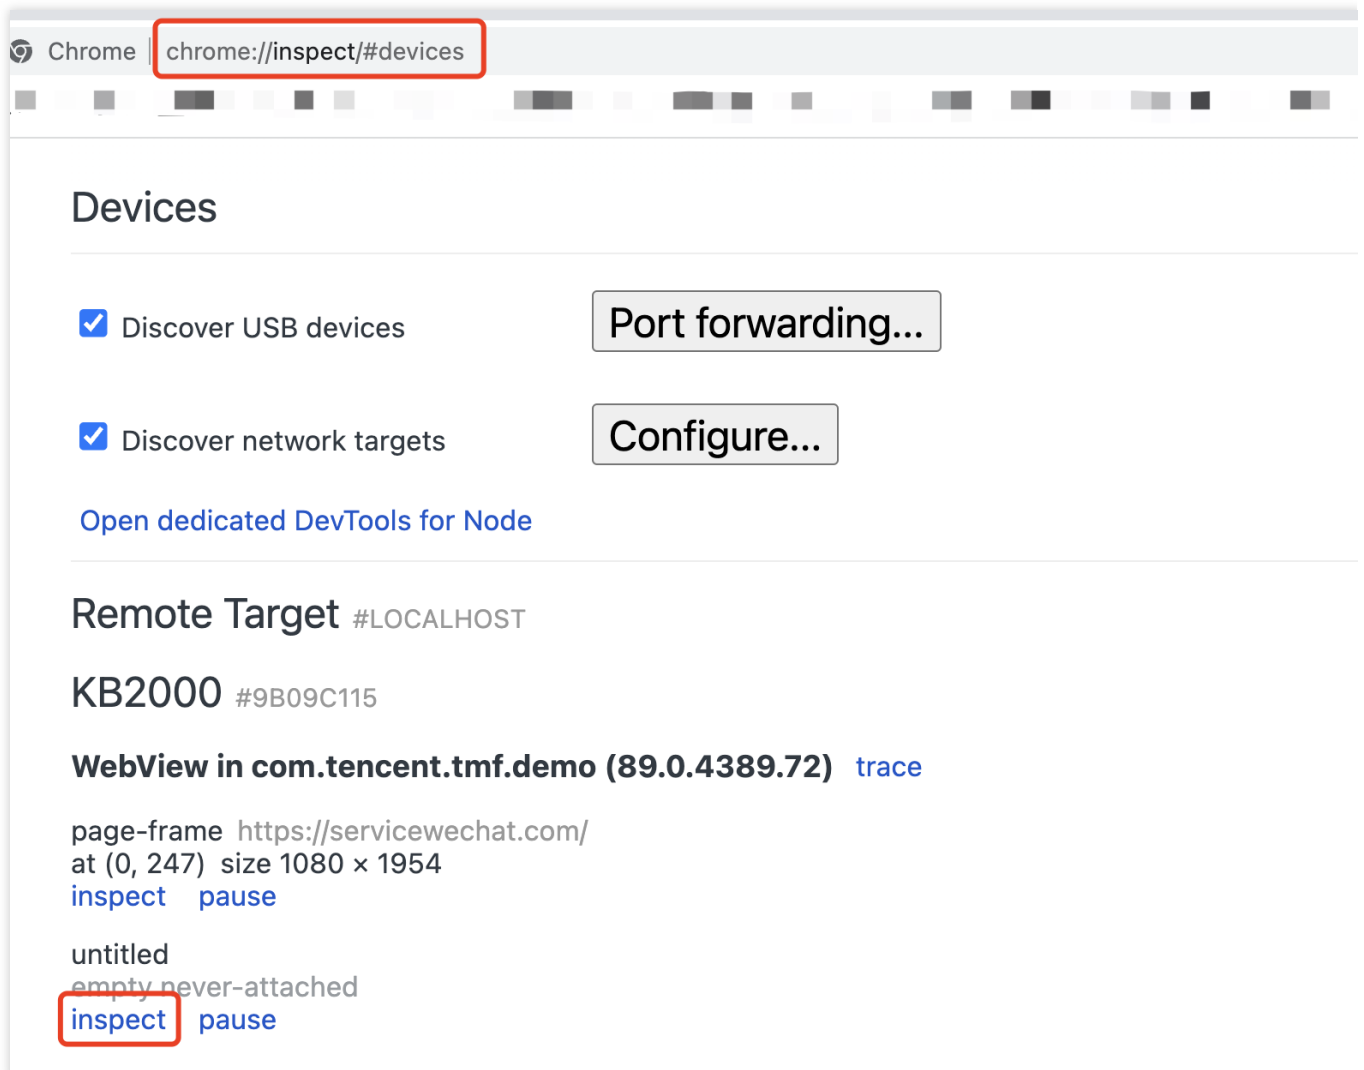 Chrome | chrome://inspect/#devices
Devices
Discover USB devices Port forwarding...
Discover network targets Configure...
Open dedicated DevTools for Node
Remote Target #LOCALHOST
KB2000 #9B09C115
WebView in com.tencent.tmf.demo (89.0.4389.72) trace
page-frame https://servicewechat.com/
at (0, 247) size 1080 × 1954
inspect pause
untitled
empty never-attached
inspect pause